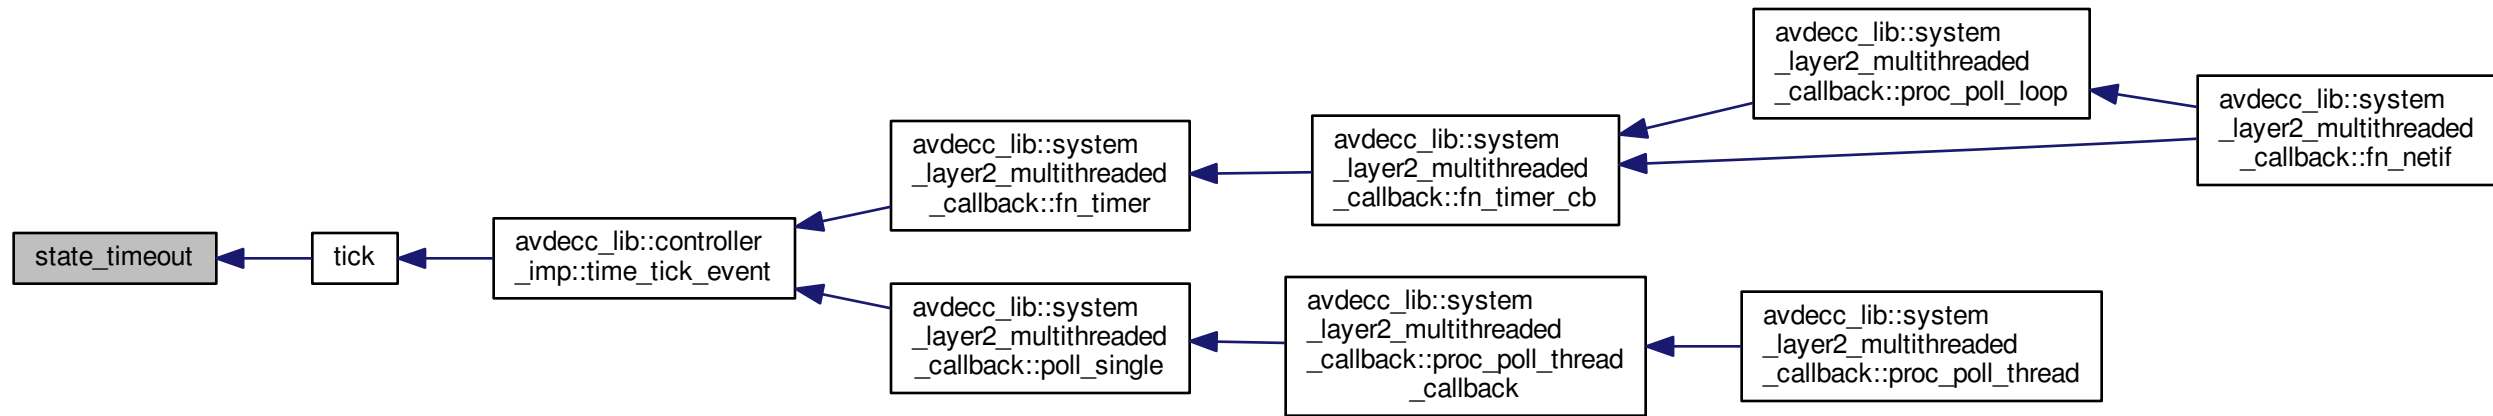 state_timeout
tick
avdecc_lib::controller
_imp::time_tick_event
avdecc_lib::system
_layer2_multithreaded
_callback::fn_timer
avdecc_lib::system
_layer2_multithreaded
_callback::poll_single
avdecc_lib::system
_layer2_multithreaded
_callback::fn_timer_cb
avdecc_lib::system
_layer2_multithreaded
_callback::proc_poll_thread
_callback
avdecc_lib::system
_layer2_multithreaded
_callback::proc_poll_loop
avdecc_lib::system
_layer2_multithreaded
_callback::proc_poll_thread
avdecc_lib::system
_layer2_multithreaded
_callback::fn_netif